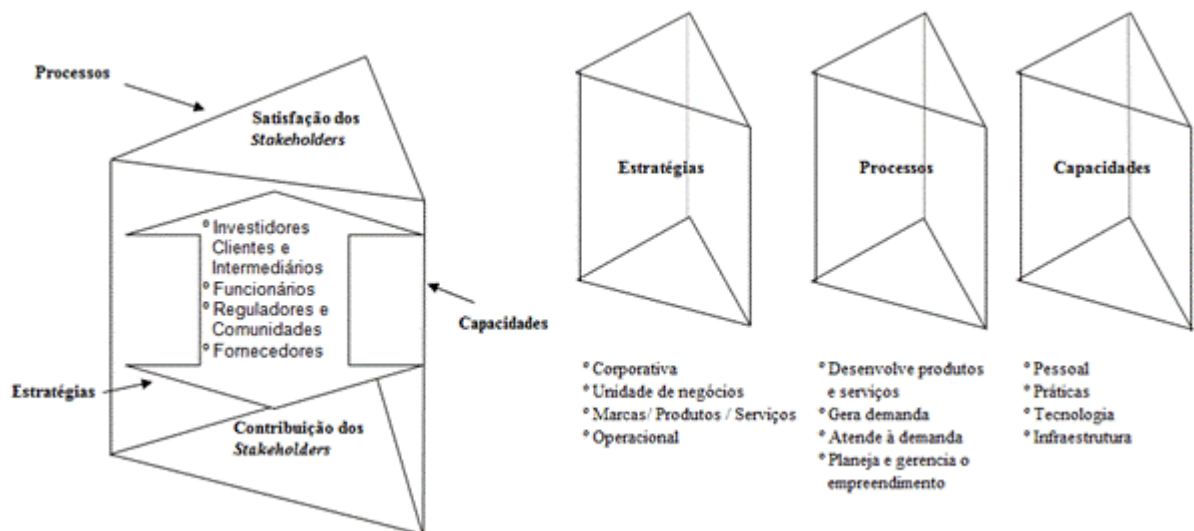 Processos
Satisfação dos
Stakeholders
º Investidores
Clientes e
Intermediários
º Funcionários
º Reguladores e
Comunidades
º Fornecedores
Capacidades
Estratégias
Contribuição dos
Stakeholders
Estratégias
º Corporativa
º Unidade de negócios
º Marcas/ Produtos / Serviços
º Operacional
Processos
º Desenvolve produtos
e serviços
º Gera demanda
º Atende à demanda
º Planeja e gerencia o
empreendimento
Capacidades
º Pessoal
º Práticas
º Tecnologia
º Infraestrutura